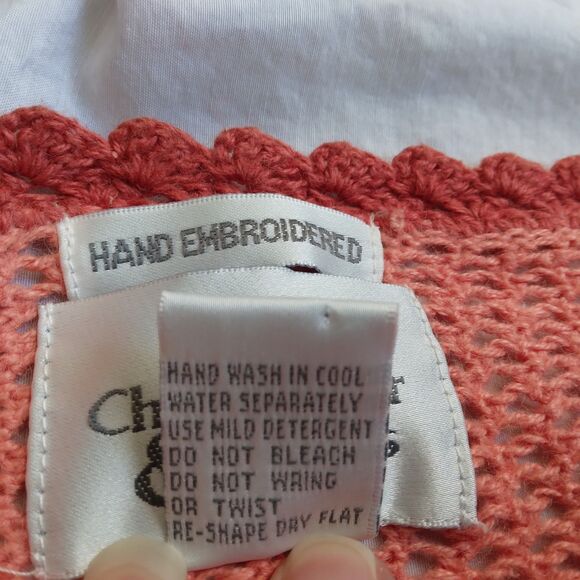 HAND EMBROIDERED
HAND WASH IN COOL
WATER SEPARATELY
USE MILD DETERGENT
DO NOT BLEACH
DO NOT WRING
OR TWIST
RE-SHAPE DRY FLAT